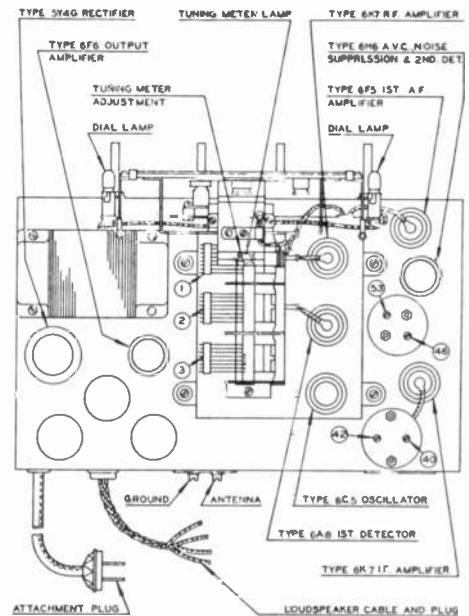 TYPE 5Y4G RECTIFIER
TYPE 6F6 OUTPUT
AMPLIFIER
TUNING METER LAMP
TUNING METER
ADJUSTMENT
DIAL LAMP
TYPE 6K7 R.F. AMPLIFIER
TYPE 6H6 A.V.C. NOISE
SUPPRESSION & 2ND. DET.
TYPE 6F5 1ST A.F.
AMPLIFIER
DIAL LAMP
1
2
3
53
46
42
40
GROUND
ANTENNA
TYPE 6C5 OSCILLATOR
TYPE 6A8 1ST DETECTOR
TYPE 6K7 I.F. AMPLIFIER
ATTACHMENT PLUG
LOUDSPEAKER CABLE AND PLUG